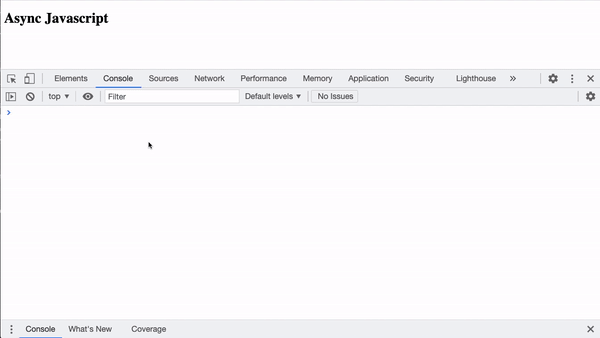 Async Javascript
Elements Console Sources Network Performance Memory Application Security Lighthouse »
top ▼ Filter Default levels ▼ No Issues
>
Console What's New Coverage